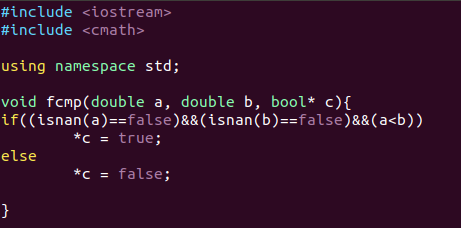 #include <iostream>
#include <cmath>
using namespace std;
void fcmp(double a, double b, bool* c){
if((isnan(a)==false)&&(isnan(b)==false)&&(a<b))
        *c = true;
else
        *c = false;
}